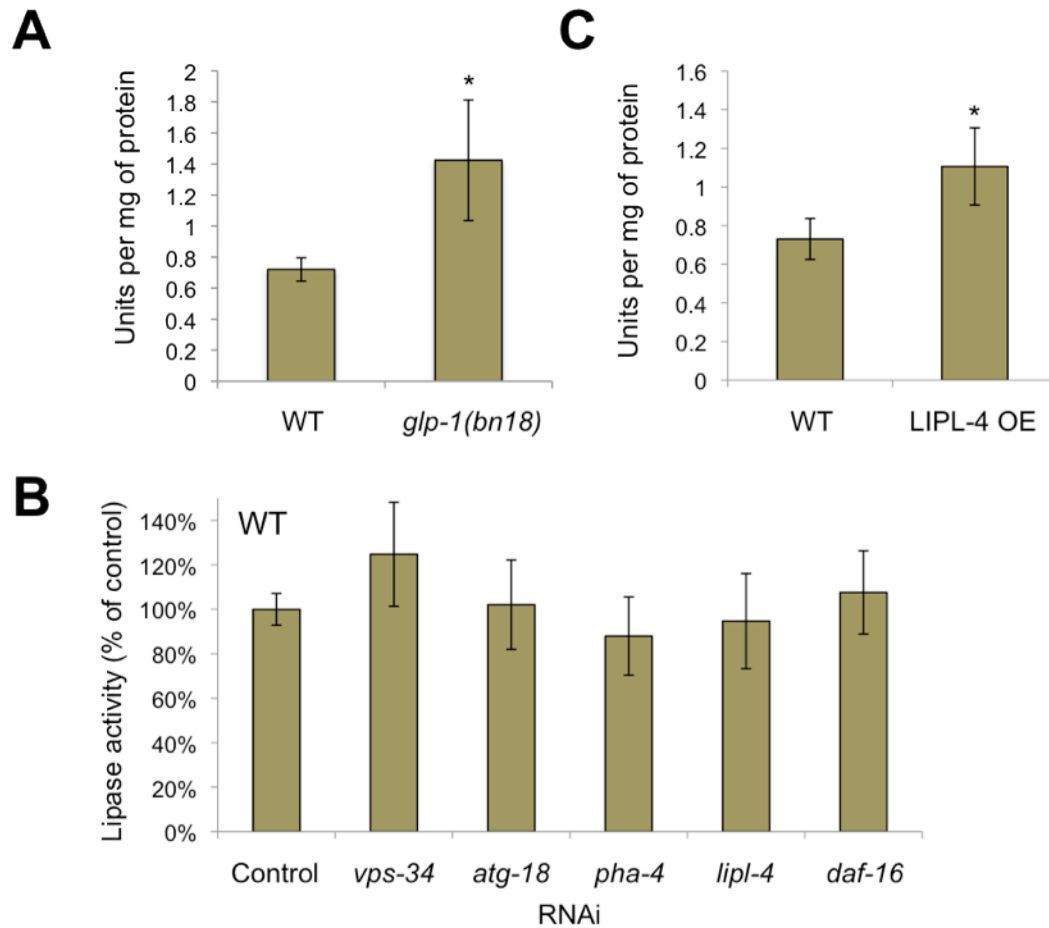 A
Units per mg of protein
2
1.8
1.6
1.4
1.2
1
0.8
0.6
0.4
0.2
0
*
WT
glp-1(bn18)
C
Units per mg of protein
1.6
1.4
1.2
1
0.8
0.6
0.4
0.2
0
*
WT
LIPL-4 OE
B
Lipase activity (% of control)
140%
120%
100%
80%
60%
40%
20%
0%
WT
Control vps-34 atg-18 pha-4 lipl-4 daf-16
RNAi